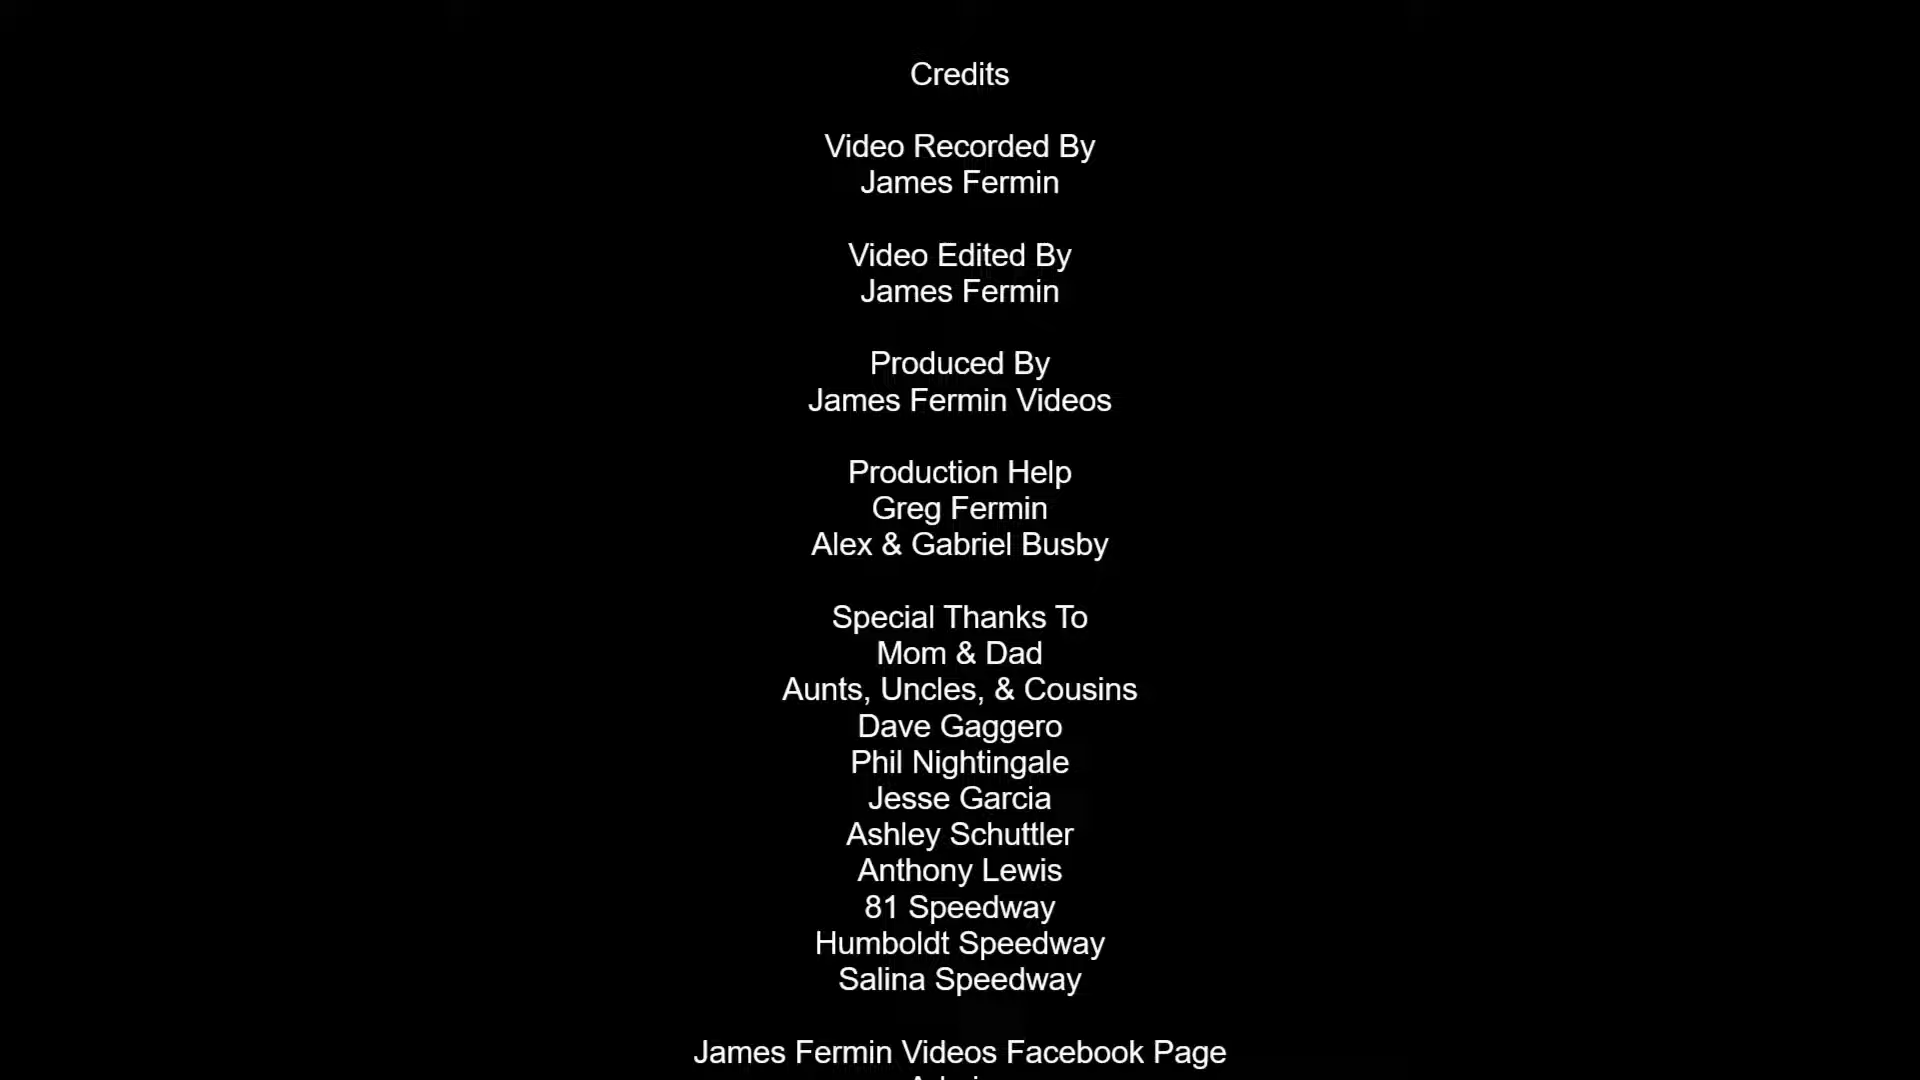 Credits
Video Recorded By
James Fermin
Video Edited By
James Fermin
Produced By
James Fermin Videos
Production Help
Greg Fermin
Alex & Gabriel Busby
Special Thanks To
Mom & Dad
Aunts, Uncles, & Cousins
Dave Gaggero
Phil Nightingale
Jesse Garcia
Ashley Schuttler
Anthony Lewis
81 Speedway
Humboldt Speedway
Salina Speedway
James Fermin Videos Facebook Page